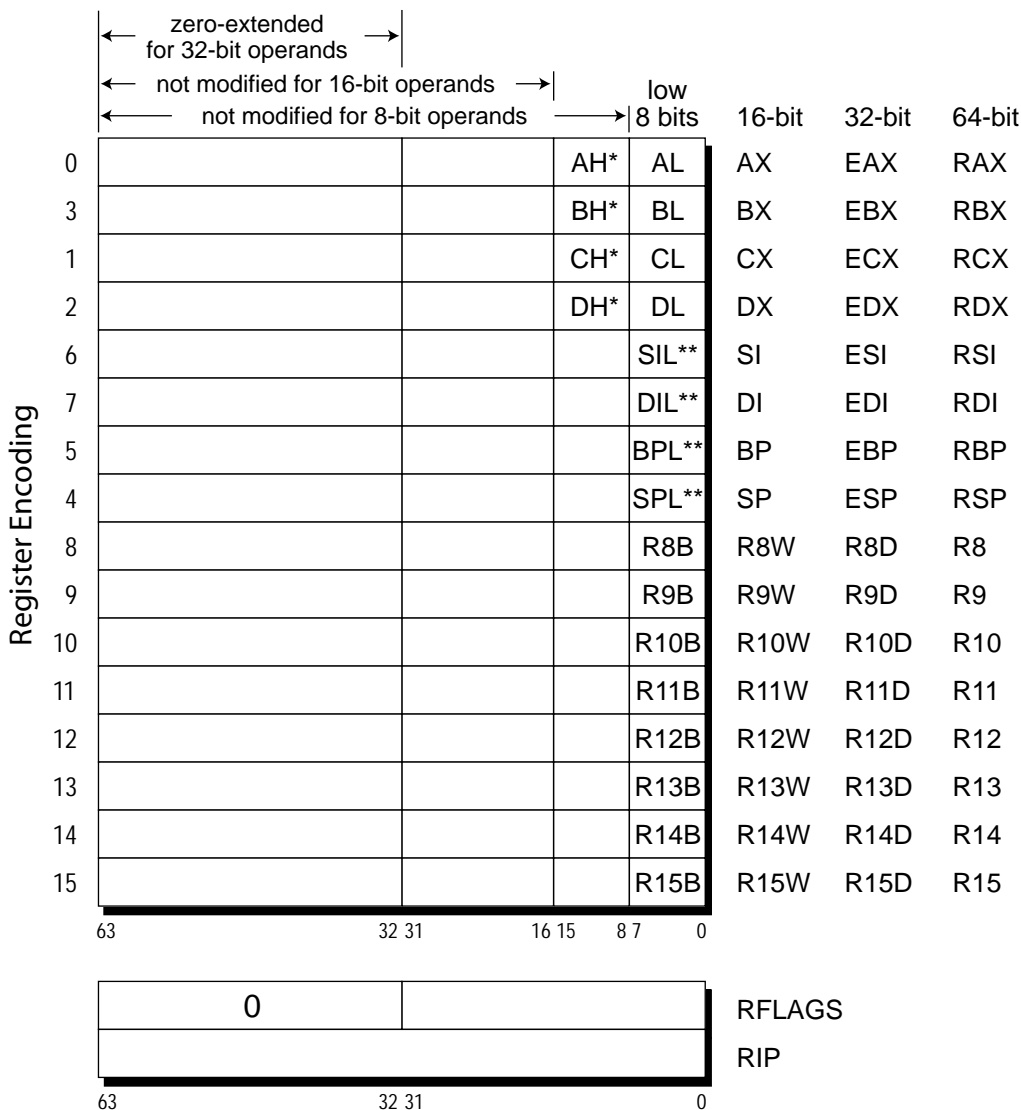 zero-extended
for 32-bit operands
not modified for 16-bit operands
not modified for 8-bit operands
low
8 bits 16-bit 32-bit 64-bit
Register Encoding
0 AH* AL AX EAX RAX
3 BH* BL BX EBX RBX
1 CH* CL CX ECX RCX
2 DH* DL DX EDX RDX
6 SIL** SI ESI RSI
7 DIL** DI EDI RDI
5 BPL** BP EBP RBP
4 SPL** SP ESP RSP
8 R8B R8W R8D R8
9 R9B R9W R9D R9
10 R10B R10W R10D R10
11 R11B R11W R11D R11
12 R12B R12W R12D R12
13 R13B R13W R13D R13
14 R14B R14W R14D R14
15 R15B R15W R15D R15
63 32 31 16 15 8 7 0
0 RFLAGS
RIP
63 32 31 0